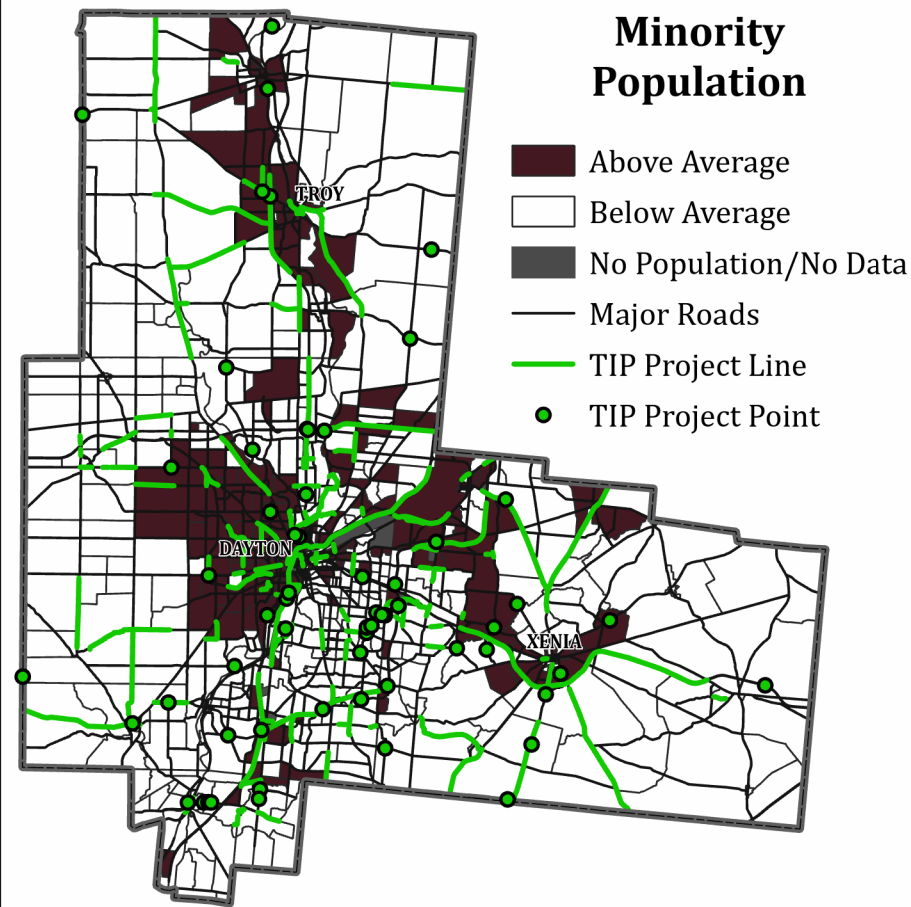 Minority
Population
Above Average
Below Average
No Population/No Data
Major Roads
TIP Project Line
TIP Project Point
TROY
DAYTON
XENIA